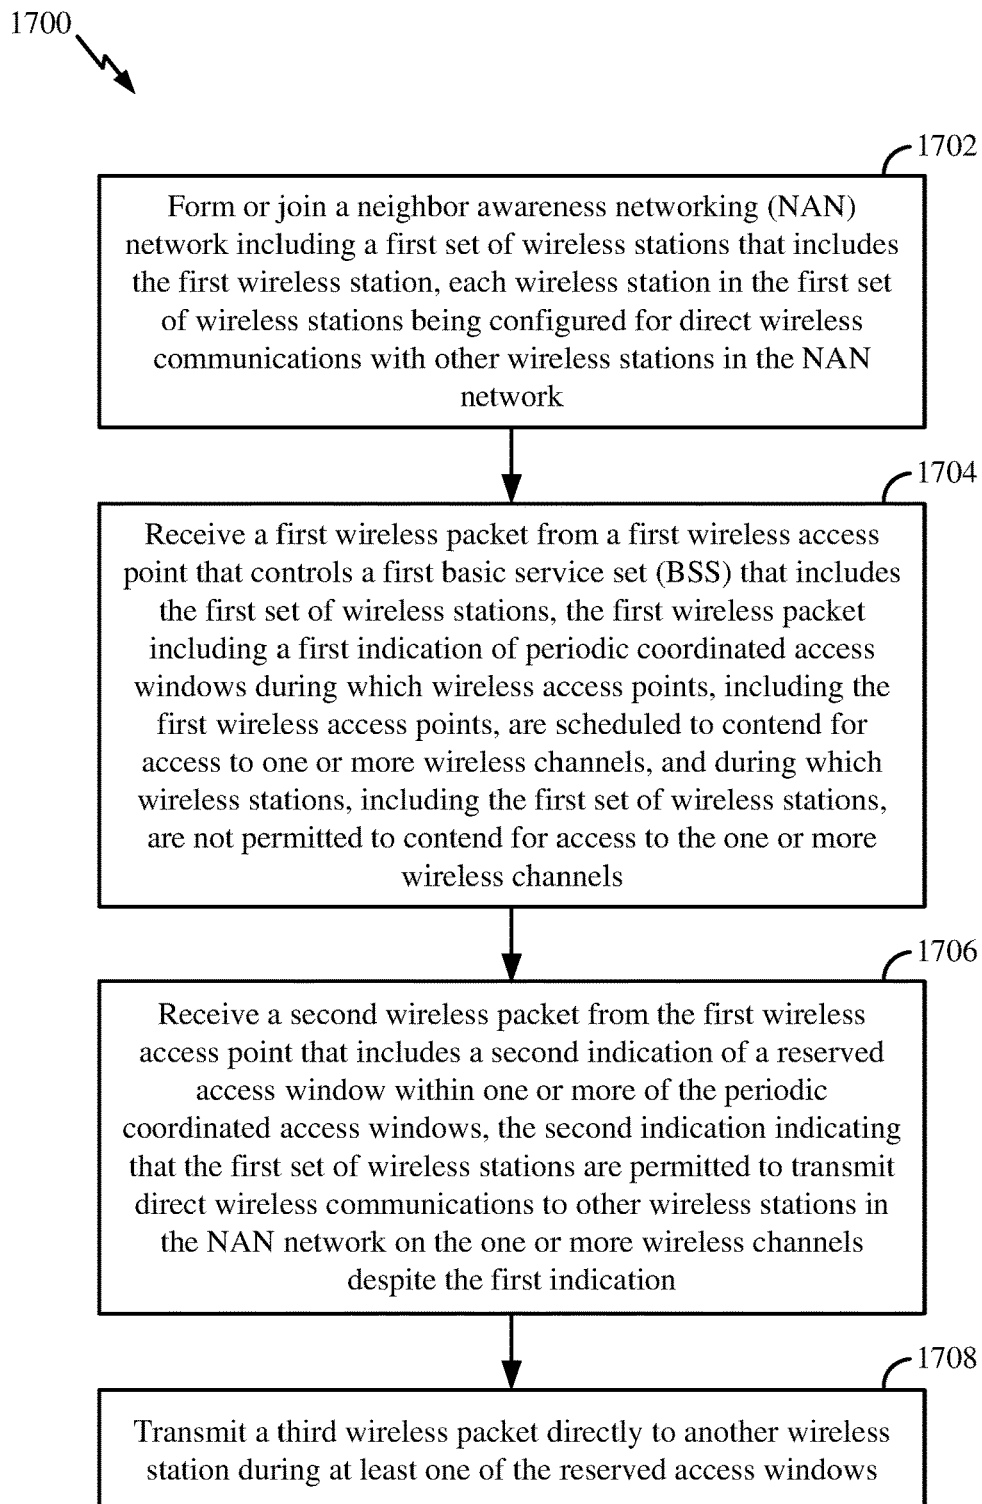 1700
1702
Form or join a neighbor awareness networking (NAN)
network including a first set of wireless stations that includes
the first wireless station, each wireless station in the first set
of wireless stations being configured for direct wireless
communications with other wireless stations in the NAN
network
1704
Receive a first wireless packet from a first wireless access
point that controls a first basic service set (BSS) that includes
the first set of wireless stations, the first wireless packet
including a first indication of periodic coordinated access
windows during which wireless access points, including the
first wireless access points, are scheduled to contend for
access to one or more wireless channels, and during which
wireless stations, including the first set of wireless stations,
are not permitted to contend for access to the one or more
wireless channels
1706
Receive a second wireless packet from the first wireless
access point that includes a second indication of a reserved
access window within one or more of the periodic
coordinated access windows, the second indication indicating
that the first set of wireless stations are permitted to transmit
direct wireless communications to other wireless stations in
the NAN network on the one or more wireless channels
despite the first indication
1708
Transmit a third wireless packet directly to another wireless
station during at least one of the reserved access windows